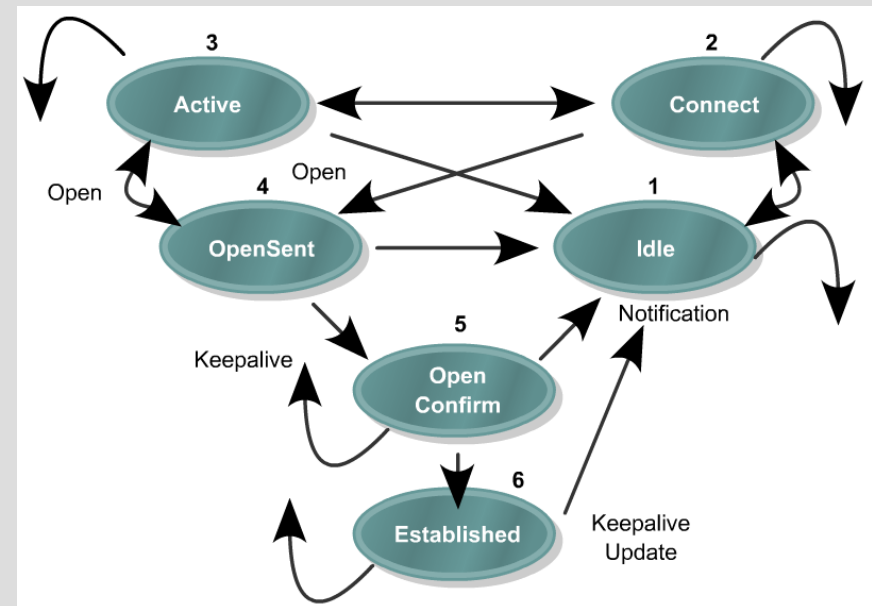 3
2
Active
Connect
Open
Open
4
1
OpenSent
Idle
Notification
5
Keepalive
Open
Confirm
6
Established
Keepalive
Update